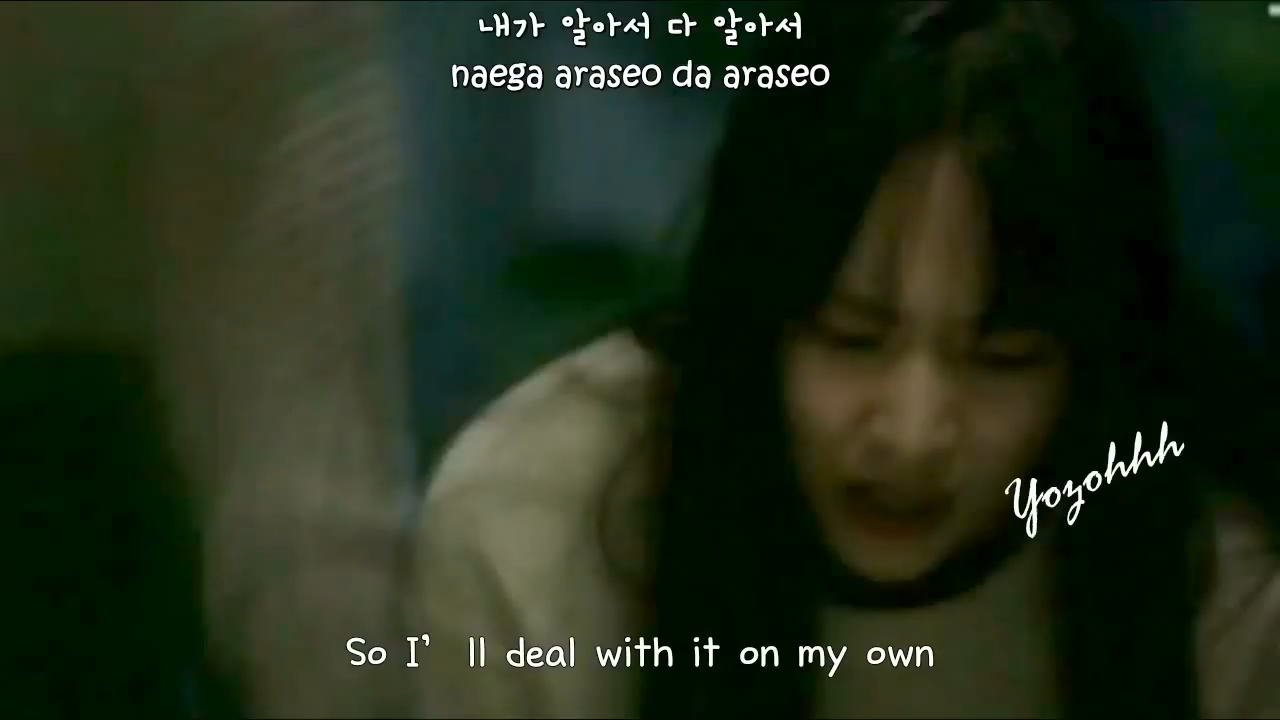 내가 알아서 다 알아서
naega araseo da araseo
Yozohhh
So I'll deal with it on my own